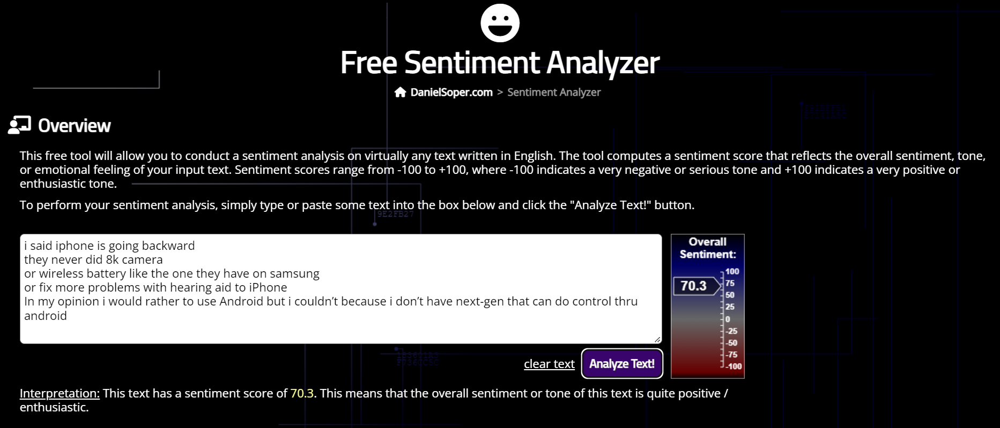 Free Sentiment Analyzer
DanielSoper.com > Sentiment Analyzer
Overview
This free tool will allow you to conduct a sentiment analysis on virtually any text written in English. The tool computes a sentiment score that reflects the overall sentiment, tone,
or emotional feeling of your input text. Sentiment scores range from -100 to +100, where -100 indicates a very negative or serious tone and +100 indicates a very positive or
enthusiastic tone.
To perform your sentiment analysis, simply type or paste some text into the box below and click the "Analyze Text!" button.
9E2FB27
i said iphone is going backward
they never did 8k camera
or wireless battery like the one they have on samsung
or fix more problems with hearing aid to iPhone
In my opinion i would rather to use Android but i couldn’t because i don’t have next-gen that can do control thru
android
Overall
Sentiment:
70.3
100
75
50
25
0
-25
-50
-75
-100
clear text
Analyze Text!
Interpretation: This text has a sentiment score of 70.3. This means that the overall sentiment or tone of this text is quite positive /
enthusiastic.